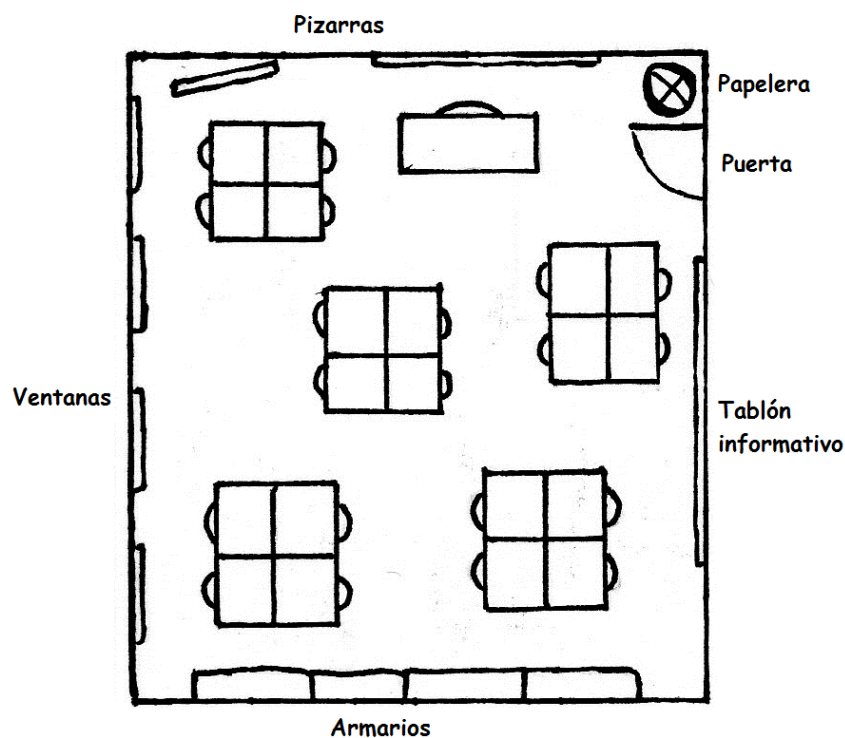 Pizarras
Papelera
Puerta
Ventanas
Tablón
informativo
Armarios